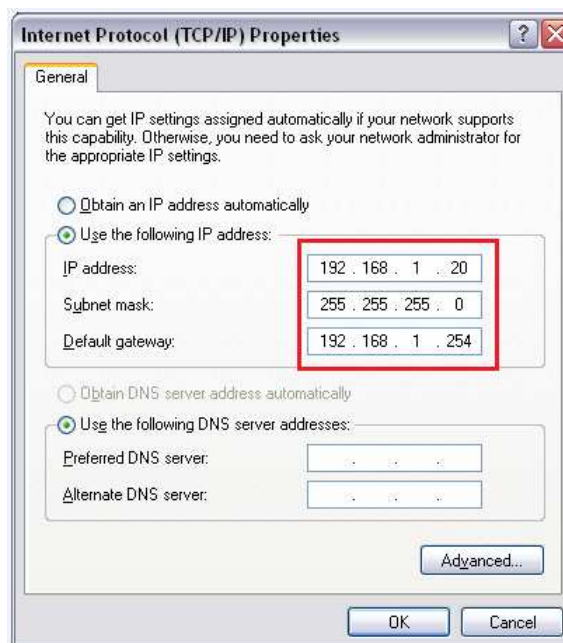 Internet Protocol (TCP/IP) Properties
General
You can get IP settings assigned automatically if your network supports
this capability. Otherwise, you need to ask your network administrator for
the appropriate IP settings.
Obtain an IP address automatically
Use the following IP address:
IP address: 192 . 168 . 1 . 20
Subnet mask: 255 . 255 . 255 . 0
Default gateway: 192 . 168 . 1 . 254
Obtain DNS server address automatically
Use the following DNS server addresses:
Preferred DNS server: . . .
Alternate DNS server: . . .
Advanced...
OK Cancel